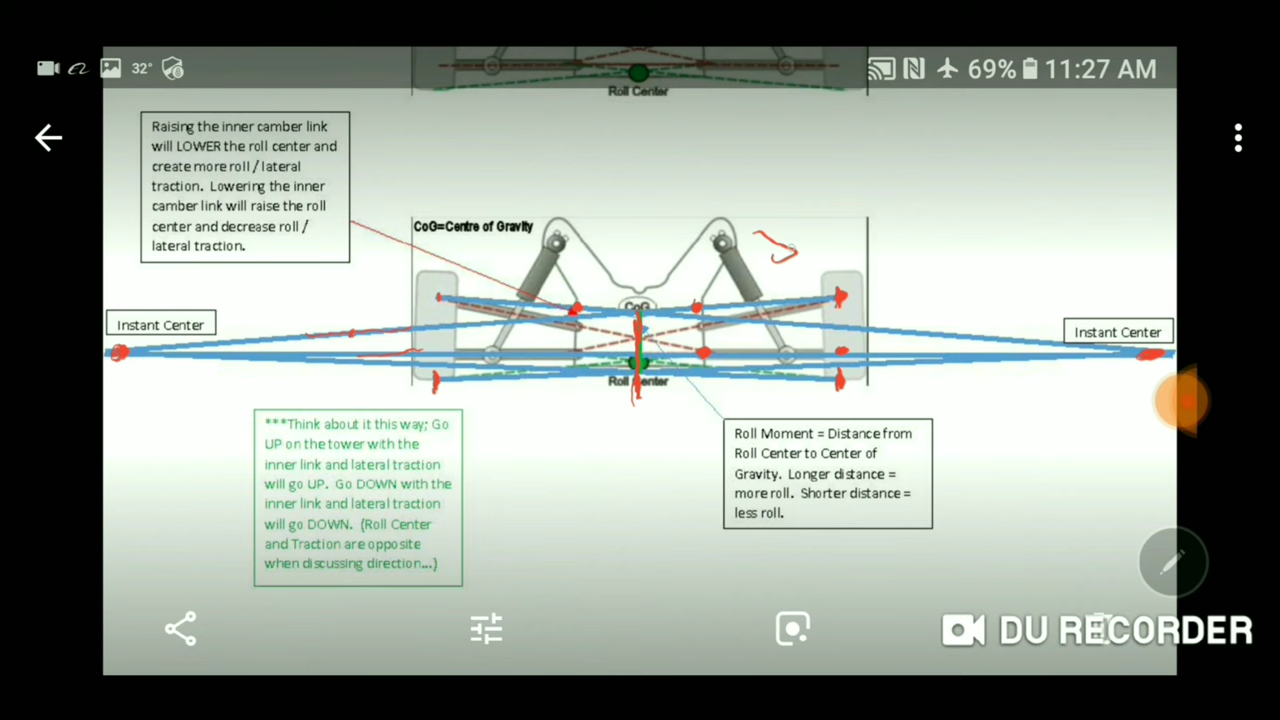 32°
69%
11:27 AM
Roll Center
Raising the inner camber link
will LOWER the roll center and
create more roll / lateral
traction. Lowering the inner
camber link will raise the roll
center and decrease roll /
lateral traction.
CoG=Centre of Gravity
CoG
Instant Center
Instant Center
Roll Center
***Think about it this way; Go
UP on the tower with the
inner link and lateral traction
will go UP. Go DOWN with the
inner link and lateral traction
will go DOWN. (Roll Center
and Traction are opposite
when discussing direction...)
Roll Moment = Distance from
Roll Center to Center of
Gravity. Longer distance =
more roll. Shorter distance =
less roll.
DU RECORDER